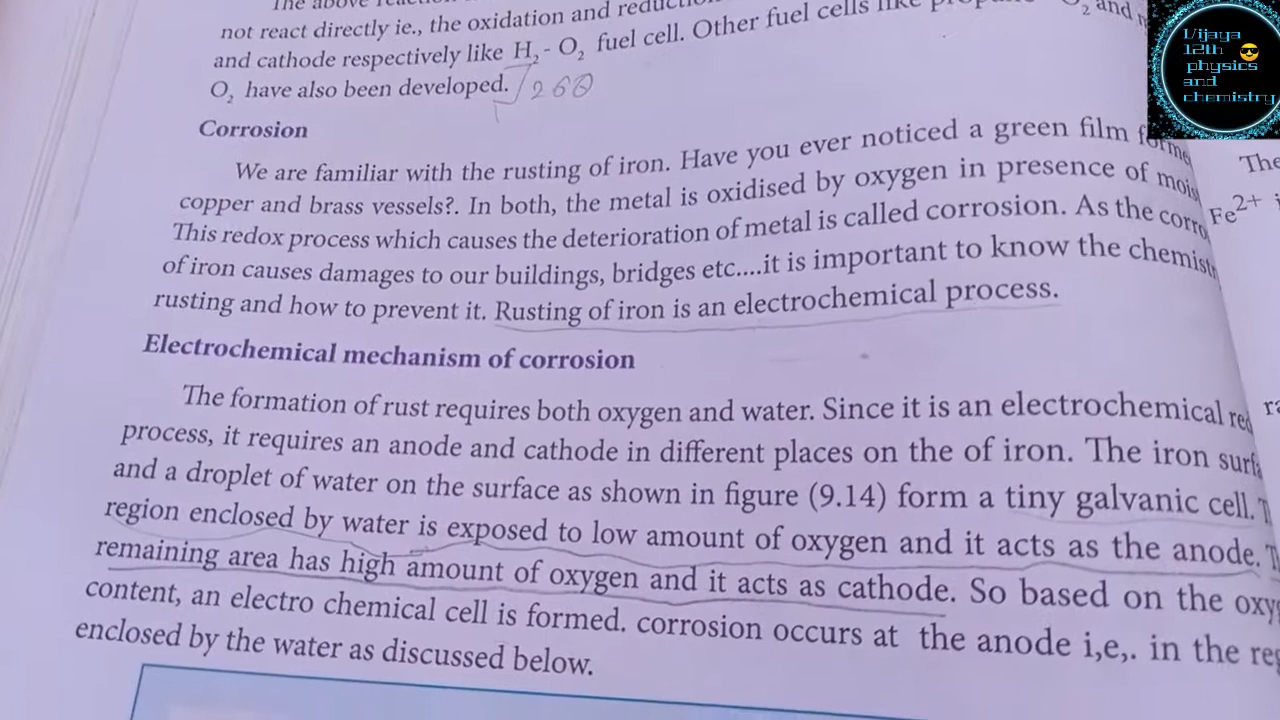 The above
not react directly ie., the oxidation and
and cathode respectively like H₂ - O₂ fuel cell. Other fuel cells like
O₂ and
O₂ have also been developed. 260
Corrosion
We are familiar with the rusting of iron. Have you ever noticed a green film
copper and brass vessels?. In both, the metal is oxidised by oxygen in presence of
This redox process which causes the deterioration of metal is called corrosion. As the
of iron causes damages to our buildings, bridges etc....it is important to know the
rusting and how to prevent it. Rusting of iron is an electrochemical process.
Electrochemical mechanism of corrosion
The formation of rust requires both oxygen and water. Since it is an electrochemical
process, it requires an anode and cathode in different places on the of iron. The iron
and a droplet of water on the surface as shown in figure (9.14) form a tiny galvanic cell.
region enclosed by water is exposed to low amount of oxygen and it acts as the anode.
remaining area has high amount of oxygen and it acts as cathode. So based on the
content, an electro chemical cell is formed. corrosion occurs at the anode i,e,. in the
enclosed by the water as discussed below.
Fe²⁺
Vijaya
12th 😎
physics
and
chemistry